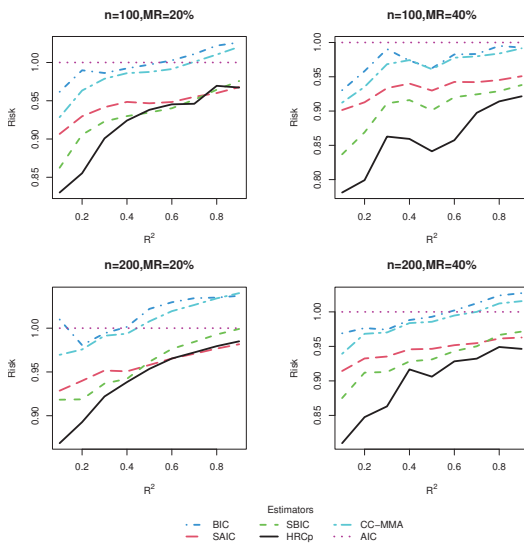 n=100,MR=20%
n=100,MR=40%
Risk
1.00
0.95
0.90
0.85
0.2 0.4 0.6 0.8
R²
Risk
1.00
0.95
0.90
0.85
0.80
0.2 0.4 0.6 0.8
R²
n=200,MR=20%
n=200,MR=40%
Risk
1.00
0.95
0.90
0.2 0.4 0.6 0.8
R²
Risk
1.00
0.95
0.90
0.85
0.2 0.4 0.6 0.8
R²
Estimators
BIC SBIC CC−MMA
SAIC HRCp AIC